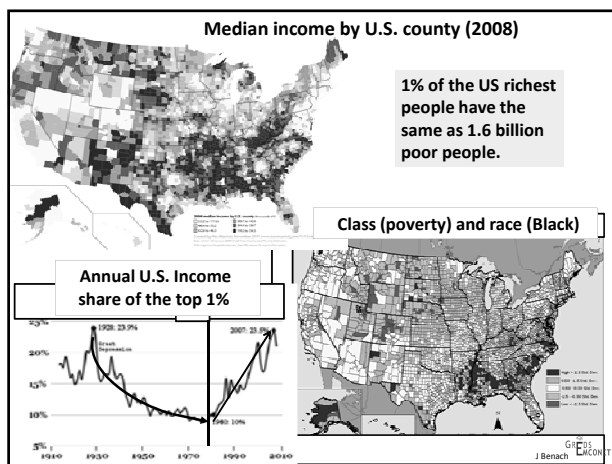 Median income by U.S. county (2008)
1% of the US richest
people have the
same as 1.6 billion
poor people.
Class (poverty) and race (Black)
Annual U.S. Income
share of the top 1%
25%
20%
15%
10%
5%
1928: 23.9%
Great
Depression
2007: 23.5%
1980: 10%
1910
1930
1950
1970
1990
2010
J Benach
GREDS
EMCONET